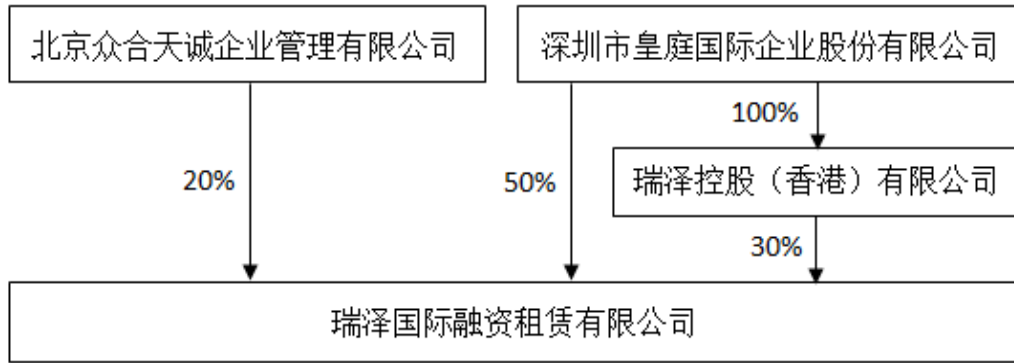 北京众合天诚企业管理有限公司
深圳市皇庭国际企业股份有限公司
100%
瑞泽控股（香港）有限公司
20%
50%
30%
瑞泽国际融资租赁有限公司